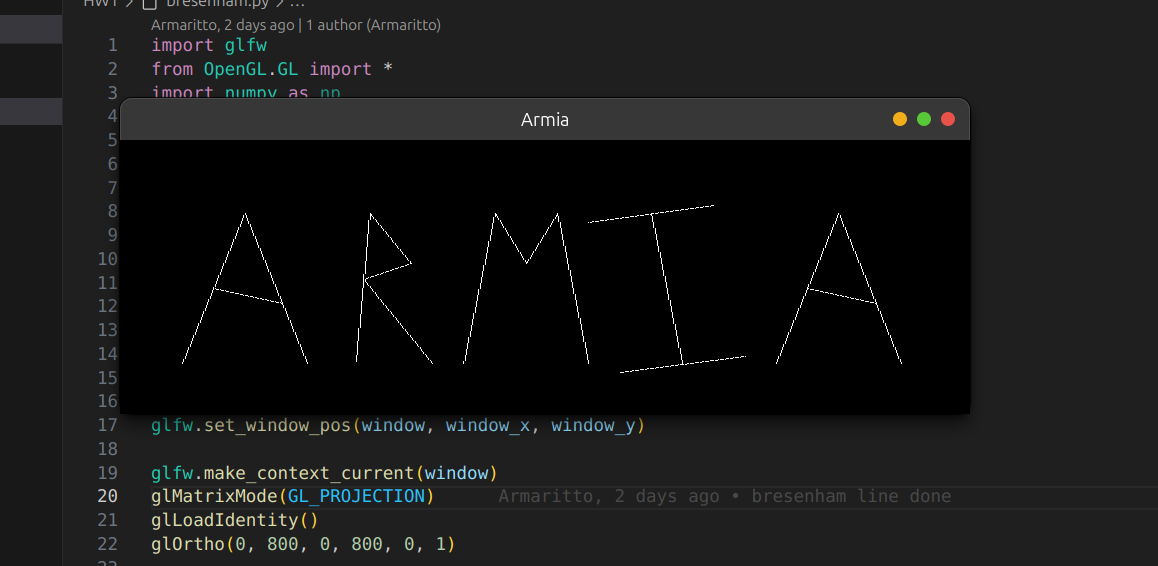 HW1 > bresenham.py > ...
Armaritto, 2 days ago | 1 author (Armaritto)
1 import glfw
2 from OpenGL.GL import *
3 import numpy as np
4
Armia
5
6
7
8
ARMIA
9
10
11
12
13
14
15
16
17 glfw.set_window_pos(window, window_x, window_y)
18
19 glfw.make_context_current(window)
20 glMatrixMode(GL_PROJECTION) Armaritto, 2 days ago • bresenham line done
21 glLoadIdentity()
22 glOrtho(0, 800, 0, 800, 0, 1)